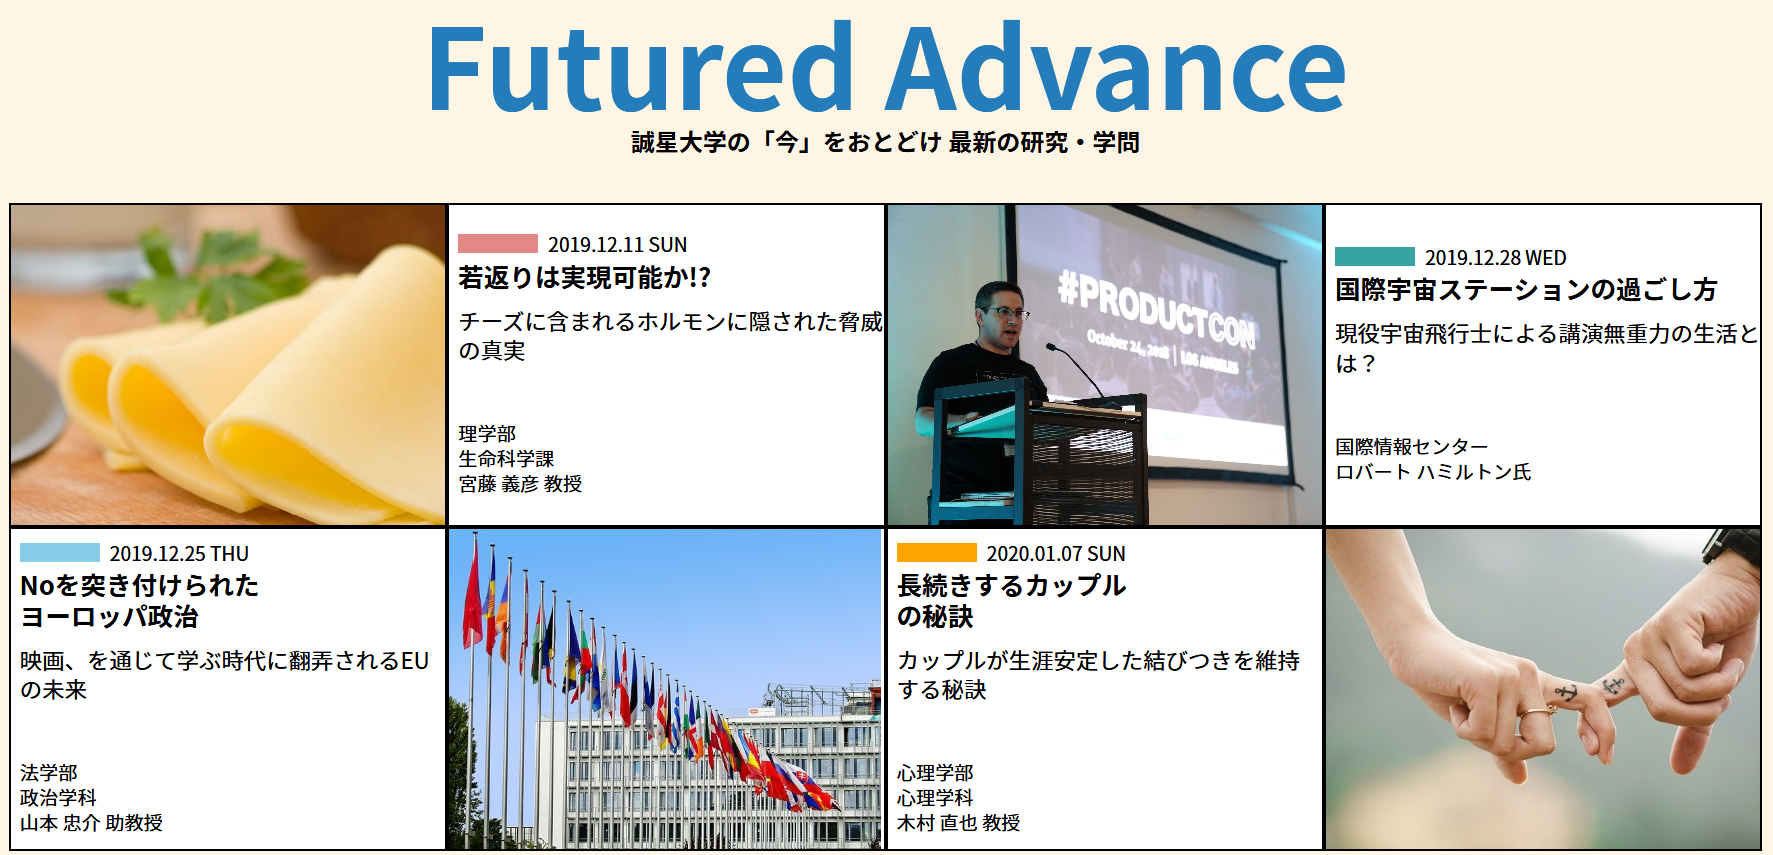 Futured Advance
誠星大学の「今」をおとどけ 最新の研究・学問
2019.12.11 SUN
若返りは実現可能か!?
チーズに含まれるホルモンに隠された脅威
の真実
理学部
生命科学課
宮藤 義彦 教授
#PRODUCTCON
October 24, 2018 | LOS ANGELES
2019.12.28 WED
国際宇宙ステーションの過ごし方
現役宇宙飛行士による講演無重力の生活と
は？
国際情報センター
ロバート ハミルトン氏
2019.12.25 THU
Noを突き付けられた
ヨーロッパ政治
映画、を通じて学ぶ時代に翻弄されるEU
の未来
法学部
政治学科
山本 忠介 助教授
2020.01.07 SUN
長続きするカップル
の秘訣
カップルが生涯安定した結びつきを維持
する秘訣
心理学部
心理学科
木村 直也 教授